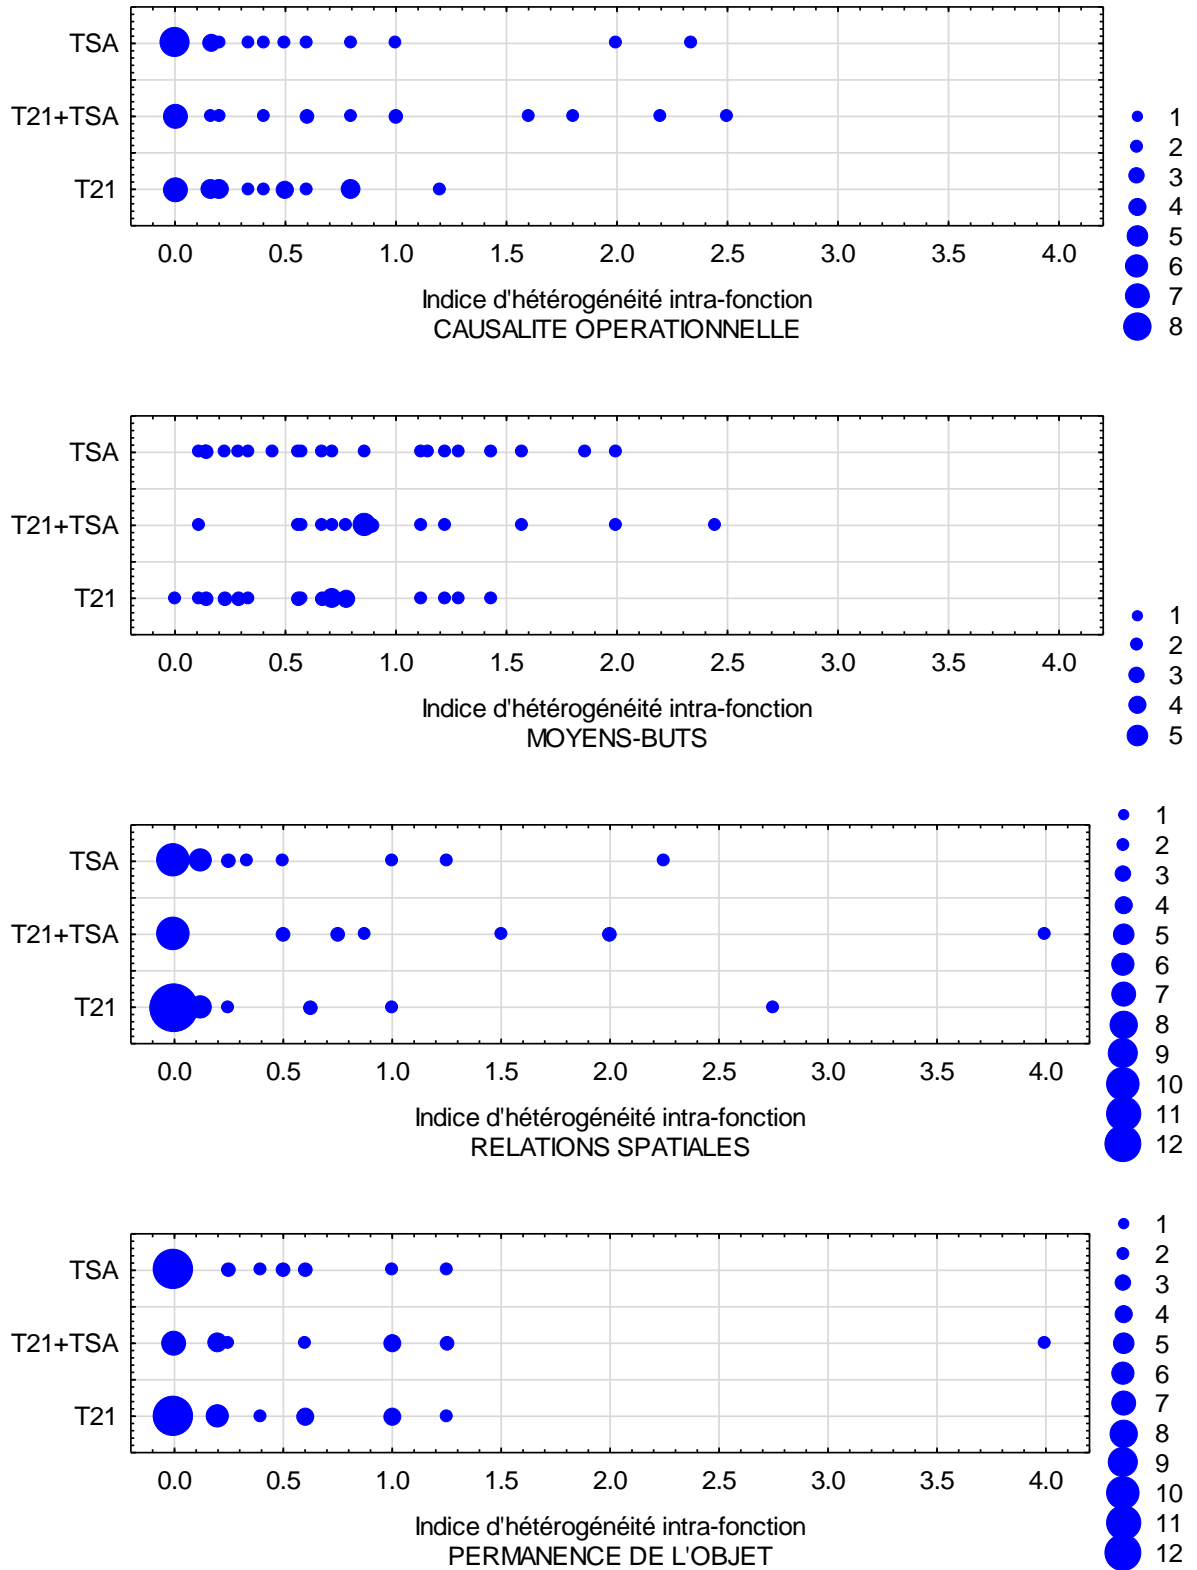 TSA
T21+TSA
T21
0.0 0.5 1.0 1.5 2.0 2.5 3.0 3.5 4.0
Indice d'hétérogénéité intra-fonction
CAUSALITE OPERATIONNELLE
1
2
3
4
5
6
7
8
TSA
T21+TSA
T21
0.0 0.5 1.0 1.5 2.0 2.5 3.0 3.5 4.0
Indice d'hétérogénéité intra-fonction
MOYENS-BUTS
1
2
3
4
5
TSA
T21+TSA
T21
0.0 0.5 1.0 1.5 2.0 2.5 3.0 3.5 4.0
Indice d'hétérogénéité intra-fonction
RELATIONS SPATIALES
1
2
3
4
5
6
7
8
9
10
11
12
TSA
T21+TSA
T21
0.0 0.5 1.0 1.5 2.0 2.5 3.0 3.5 4.0
Indice d'hétérogénéité intra-fonction
PERMANENCE DE L'OBJET
1
2
3
4
5
6
7
8
9
10
11
12